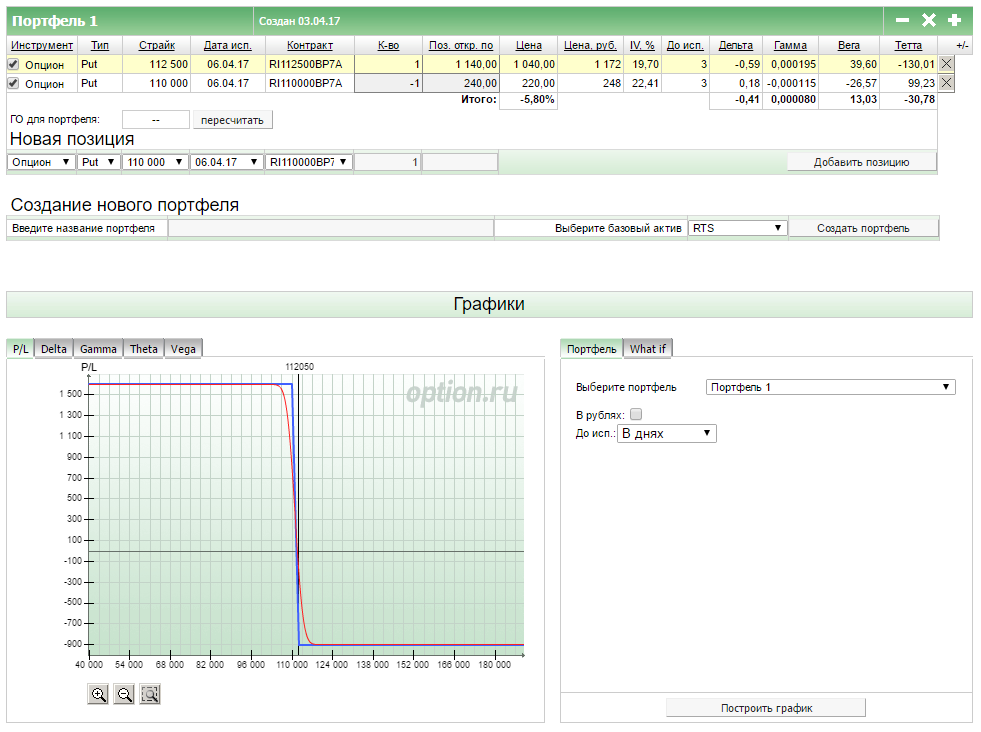 Портфель 1 Создан 03.04.17
Инструмент Тип Страйк Дата исп. Контракт К-во Поз. откр. по Цена Цена, руб. IV, % До исп. Дельта Гамма Вега Тетта +/-
Опцион Put 112 500 06.04.17 RI112500BP7A 1 1 140,00 1 040,00 1 172 19,70 3 -0,59 0,000195 39,60 -130,01
Опцион Put 110 000 06.04.17 RI110000BP7A -1 240,00 220,00 248 22,41 3 0,18 -0,000115 -26,57 99,23
Итого: -5,80% -0,41 0,000080 13,03 -30,78
ГО для портфеля: -- пересчитать
Новая позиция
Опцион Put 110 000 06.04.17 RI110000BP7 1 Добавить позицию
Создание нового портфеля
Введите название портфеля Выберите базовый актив RTS Создать портфель
Графики
P/L Delta Gamma Theta Vega
Портфель What if
P/L 112050
option.ru
1 500
1 300
1 100
900
700
500
300
100
-100
-300
-500
-700
-900
40 000 54 000 68 000 82 000 96 000 110 000 124 000 138 000 152 000 166 000 180 000
Выберите портфель Портфель 1
В рублях:
До исп.: В днях
Построить график